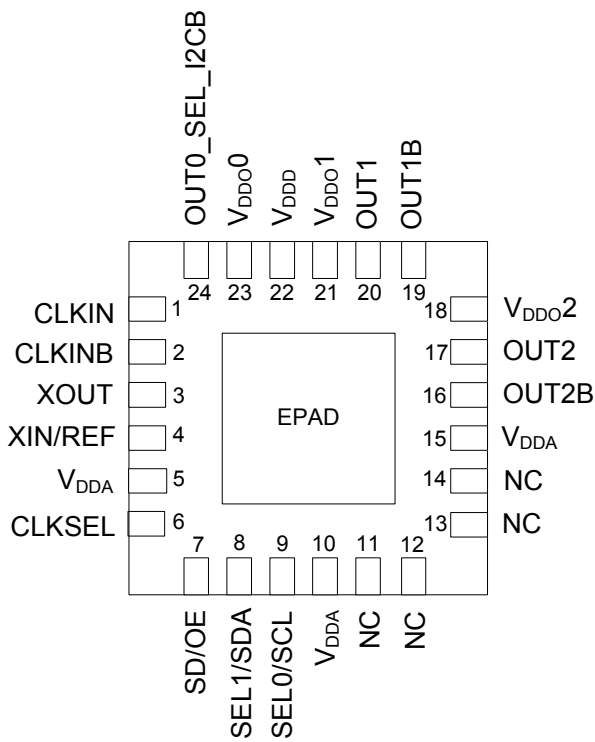 OUT0_SEL_I2CB
VDDO0
VDDD
VDDO1
OUT1
OUT1B
24
23
22
21
20
19
CLKIN
1
CLKINB
2
XOUT
3
XIN/REF
4
VDDA
5
CLKSEL
6
EPAD
18
VDDO2
17
OUT2
16
OUT2B
15
VDDA
14
NC
13
NC
7
8
9
10
11
12
SD/OE
SEL1/SDA
SEL0/SCL
VDDA
NC
NC